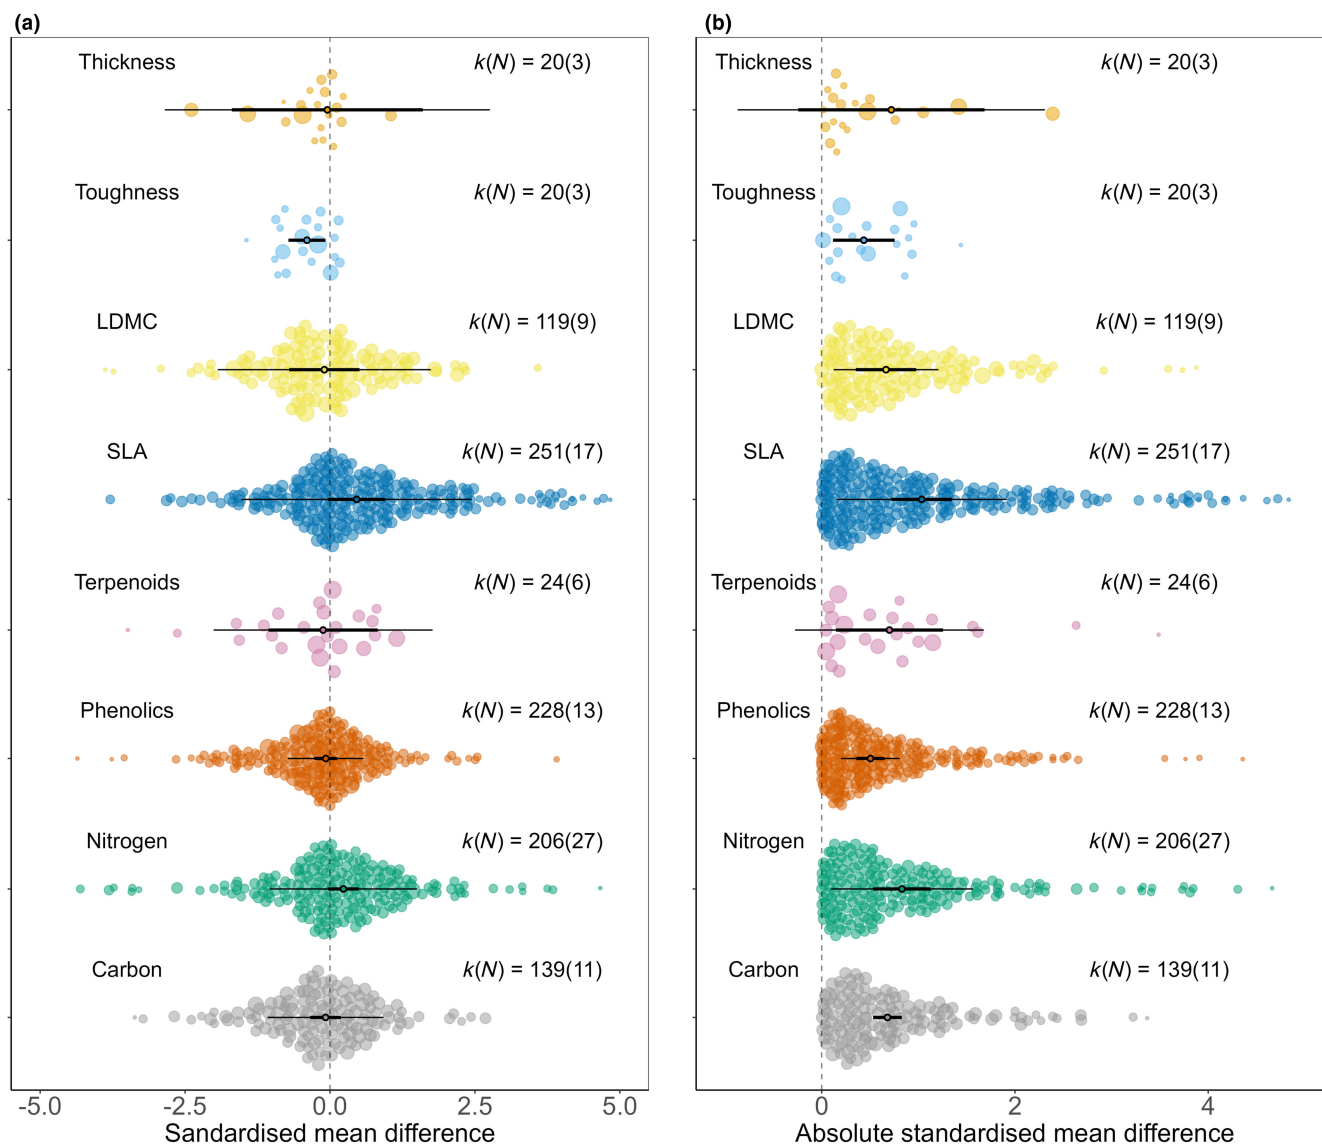 (a)
Thickness k(N) = 20(3)
Toughness k(N) = 20(3)
LDMC k(N) = 119(9)
SLA k(N) = 251(17)
Terpenoids k(N) = 24(6)
Phenolics k(N) = 228(13)
Nitrogen k(N) = 206(27)
Carbon k(N) = 139(11)
-5.0 -2.5 0.0 2.5 5.0
Sandardised mean difference
(b)
Thickness k(N) = 20(3)
Toughness k(N) = 20(3)
LDMC k(N) = 119(9)
SLA k(N) = 251(17)
Terpenoids k(N) = 24(6)
Phenolics k(N) = 228(13)
Nitrogen k(N) = 206(27)
Carbon k(N) = 139(11)
0 2 4
Absolute standardised mean difference